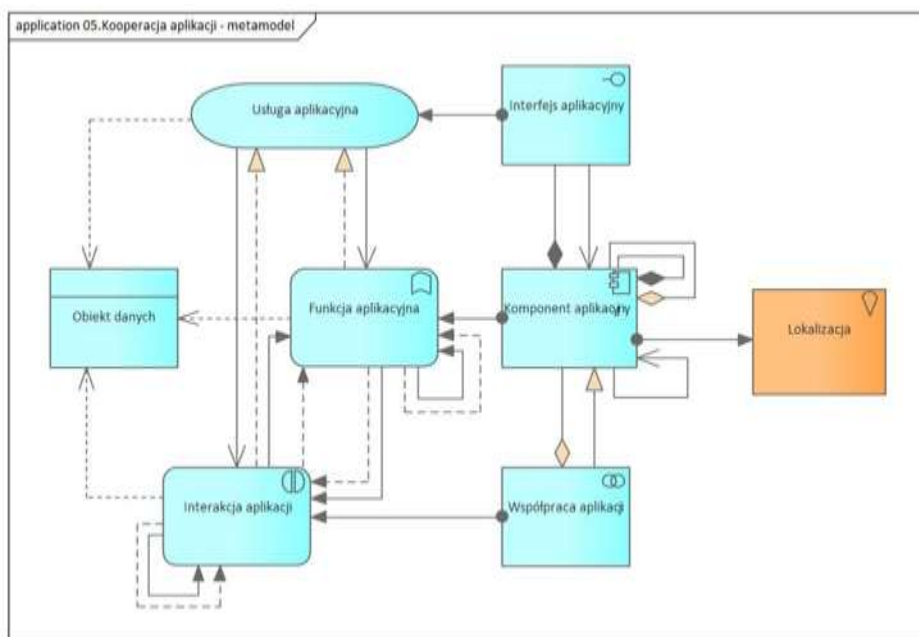 application 05.Kooperacja aplikacji - metamodel
Usługa aplikacyjna
Interfejs aplikacyjny
Obiekt danych
Funkcja aplikacyjna
Komponent aplikacyjny
Lokalizacja
Interakcja aplikacji
Współpraca aplikacji